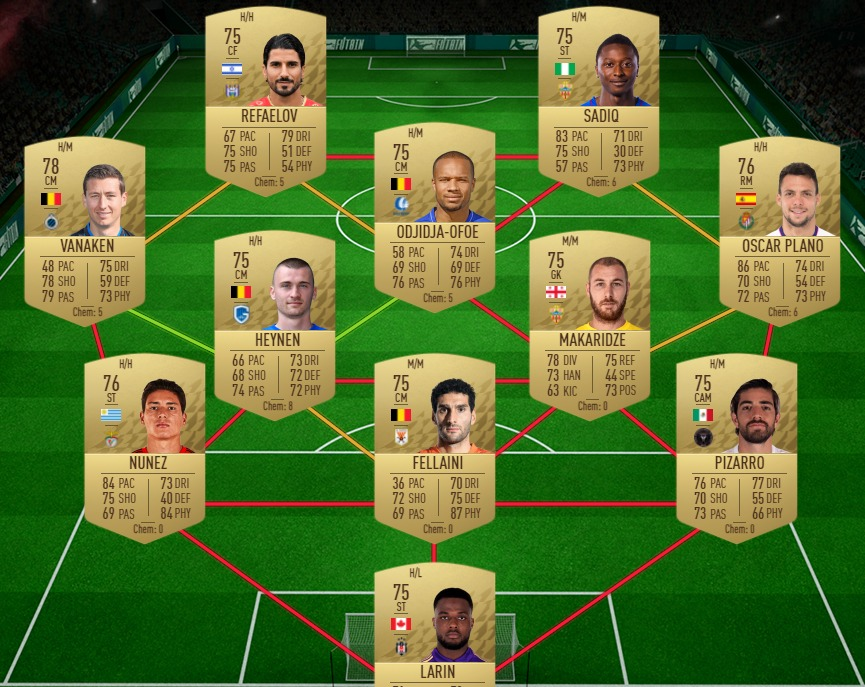 H/H
75
CF
REFAELOV
67 PAC 79 DRI
75 SHO 51 DEF
75 PAS 54 PHY
Chem: 5
H/M
75
ST
SADIQ
83 PAC 71 DRI
75 SHO 30 DEF
57 PAS 73 PHY
Chem: 6
H/M
78
CM
VANAKEN
48 PAC 75 DRI
78 SHO 59 DEF
79 PAS 73 PHY
Chem: 5
H/M
75
CM
ODJIDJA-OFOE
58 PAC 74 DRI
69 SHO 69 DEF
76 PAS 76 PHY
Chem: 5
H/H
76
RM
OSCAR PLANO
86 PAC 74 DRI
70 SHO 54 DEF
72 PAS 73 PHY
Chem: 6
H/H
75
CM
HEYNEN
66 PAC 73 DRI
68 SHO 72 DEF
74 PAS 72 PHY
Chem: 8
M/M
75
GK
MAKARIDZE
78 DIV 75 REF
73 HAN 44 SPE
63 KIC 73 POS
Chem: 0
H/H
76
ST
NUNEZ
84 PAC 73 DRI
75 SHO 40 DEF
69 PAS 84 PHY
Chem: 0
M/M
75
CM
FELLAINI
36 PAC 70 DRI
72 SHO 75 DEF
69 PAS 87 PHY
Chem: 0
H/M
75
CAM
PIZARRO
76 PAC 77 DRI
70 SHO 55 DEF
73 PAS 66 PHY
Chem: 0
H/L
75
ST
LARIN